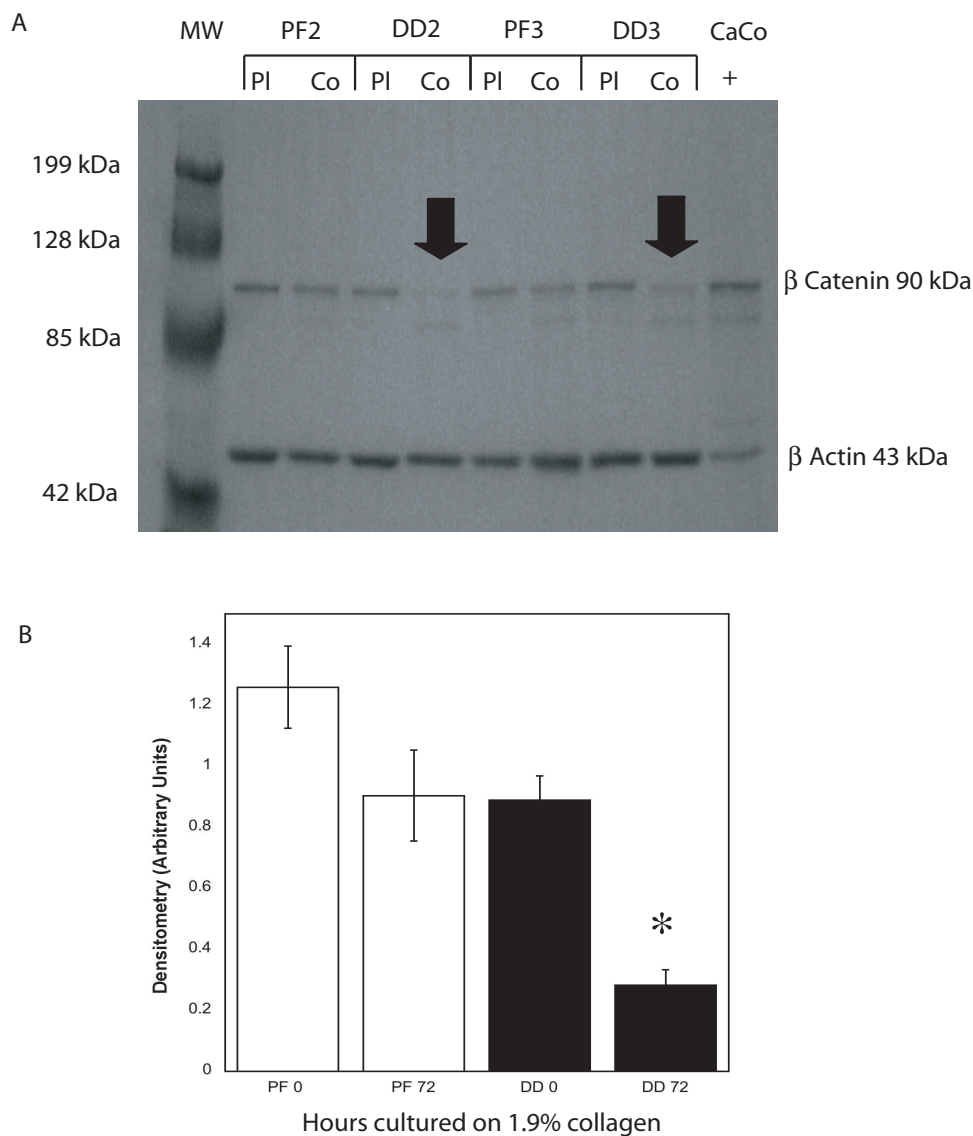 A
MW PF2 DD2 PF3 DD3 CaCo
Pl Co Pl Co Pl Co Pl Co +
199 kDa
128 kDa
β Catenin 90 kDa
85 kDa
β Actin 43 kDa
42 kDa
B
Densitometry (Arbitrary Units)
1.4
1.2
1
0.8
0.6
0.4
*
0.2
0
PF 0 PF 72 DD 0 DD 72
Hours cultured on 1.9% collagen